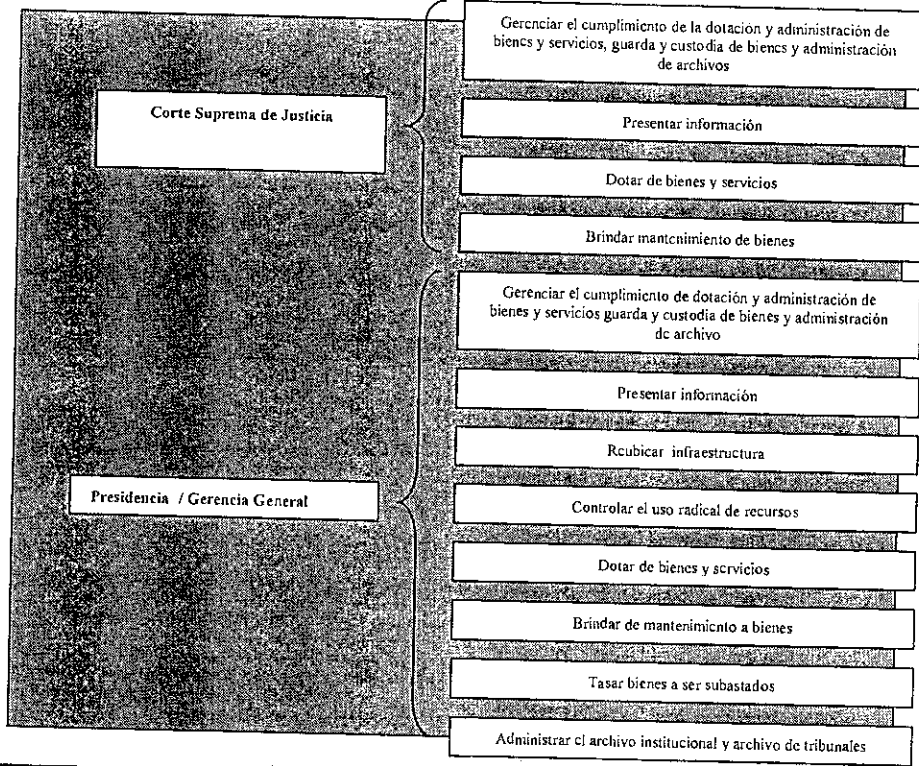 Corte Suprema de Justicia
Gerenciar el cumplimiento de la dotación y administración de
bienes y servicios, guarda y custodia de bienes y administración
de archivos
Presentar información
Dotar de bienes y servicios
Brindar mantenimiento de bienes
Presidencia / Gerencia General
Gerenciar el cumplimiento de dotación y administración de
bienes y servicios guarda y custodia de bienes y administración
de archivo
Presentar información
Reubicar infraestructura
Controlar el uso radical de recursos
Dotar de bienes y servicios
Brindar de mantenimiento a bienes
Tasar bienes a ser subastados
Administrar el archivo institucional y archivo de tribunales